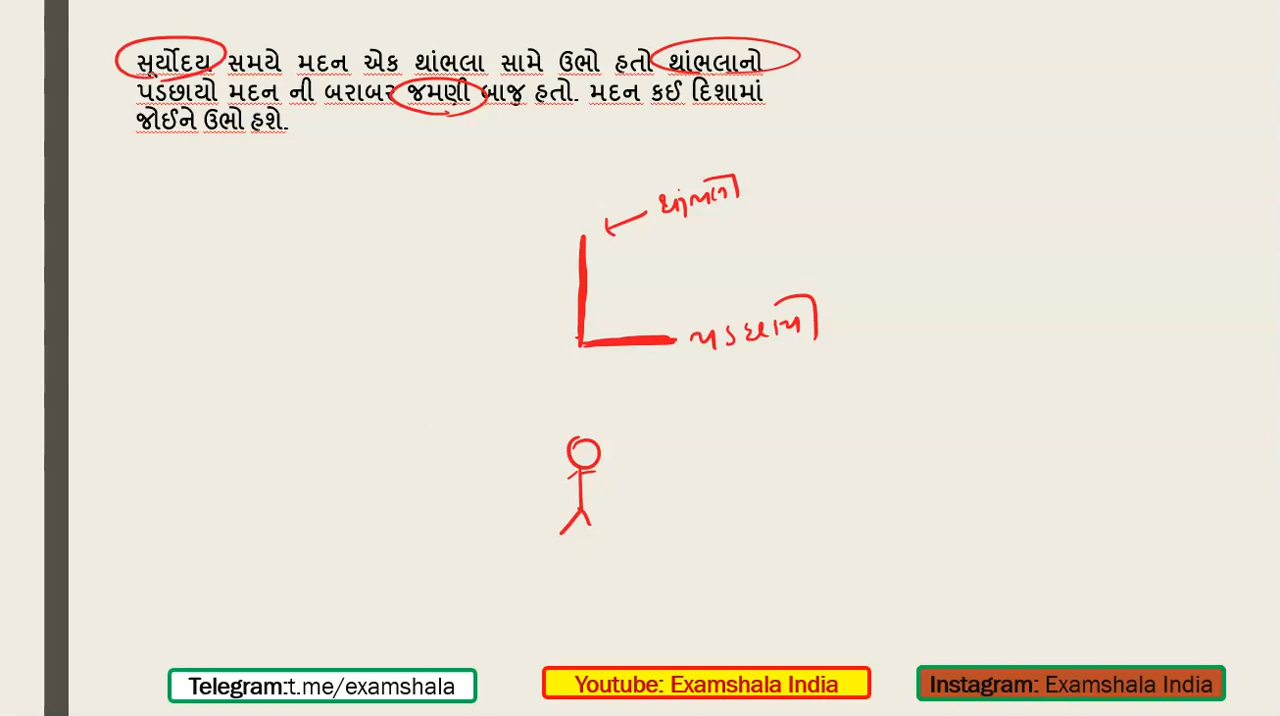 સૂર્યોદય સમયે મદન એક થાંભલા સામે ઉભો હતો થાંભલાનો
પડછાયો મદન ની બરાબર જમણી બાજુ હતો. મદન કઈ દિશામાં
જોઈને ઉભો હશે.
થાંભલો
પડછાયો
Telegram:t.me/examshala
Youtube: Examshala India
Instagram: Examshala India